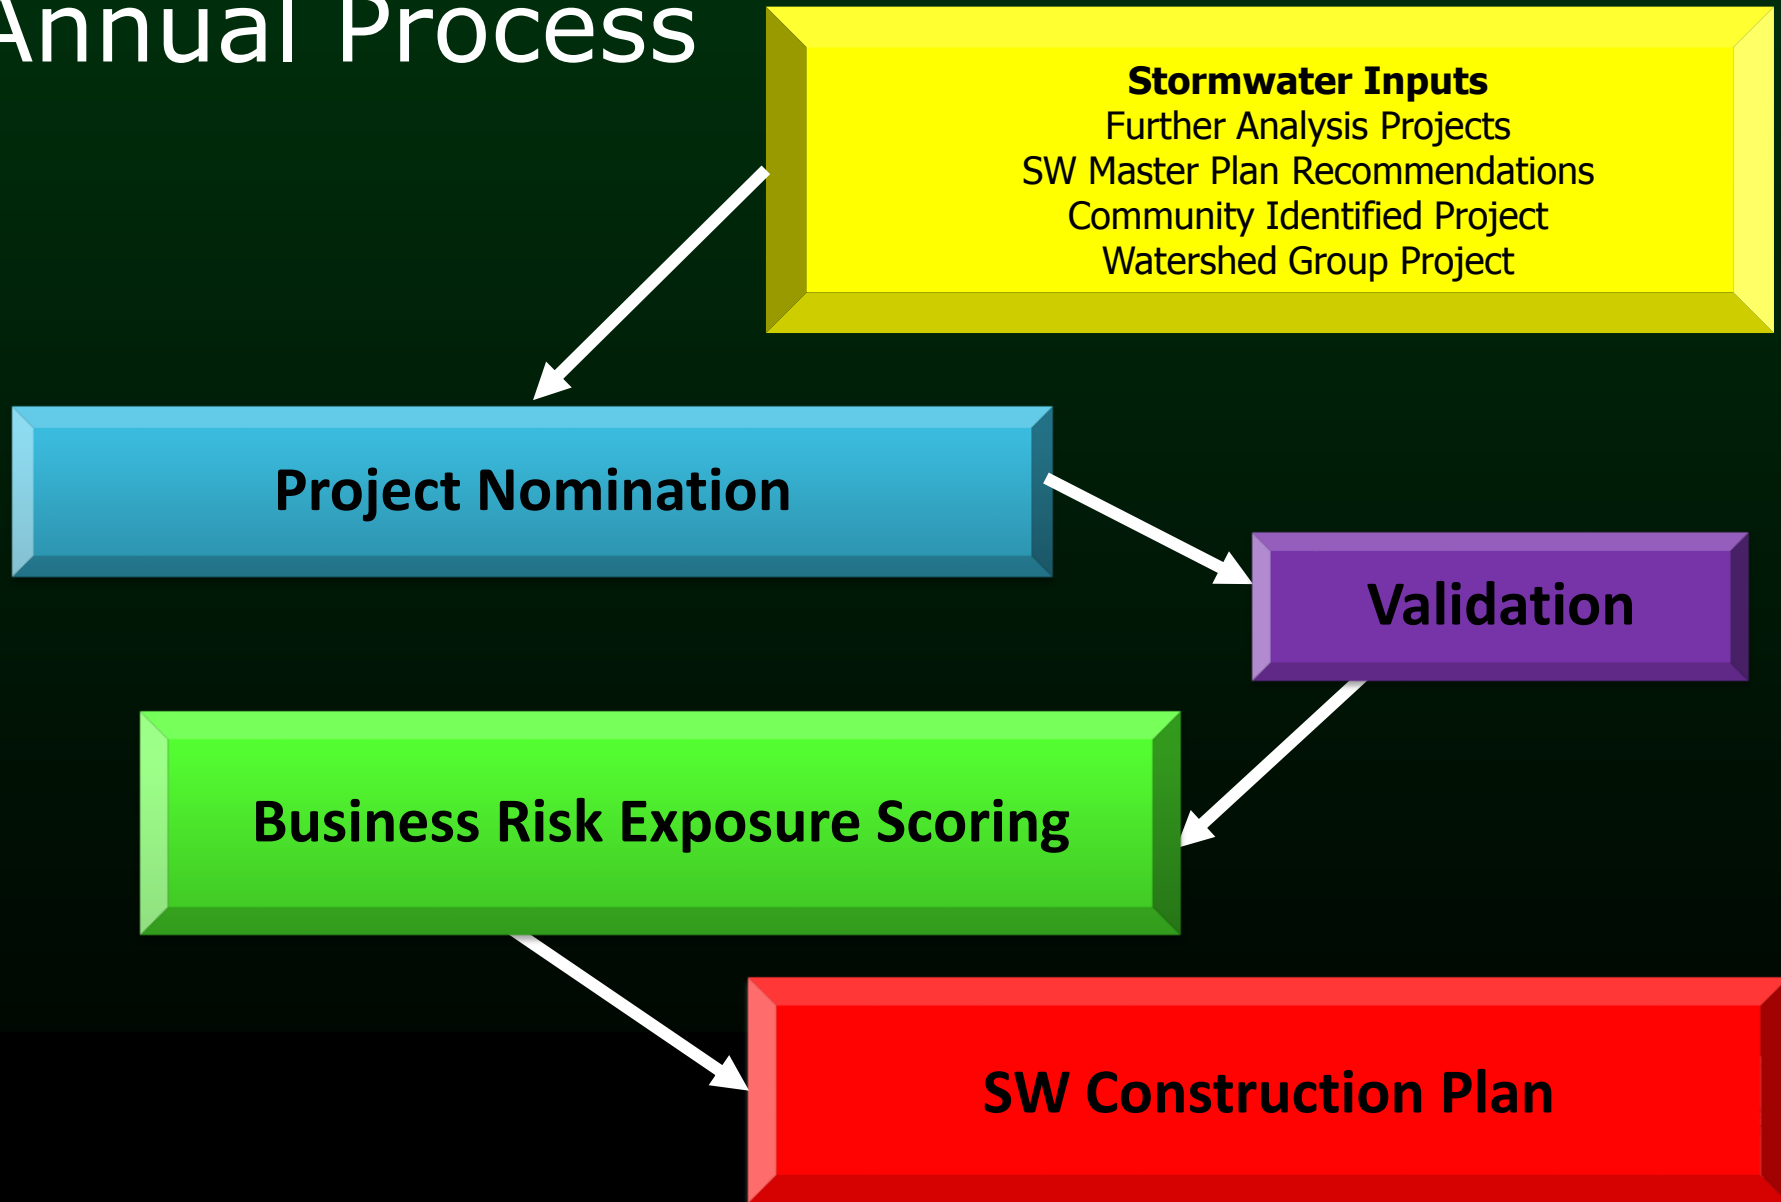 Annual Process
Stormwater Inputs
Further Analysis Projects
SW Master Plan Recommendations
Community Identified Project
Watershed Group Project
Project Nomination
Validation
Business Risk Exposure Scoring
SW Construction Plan